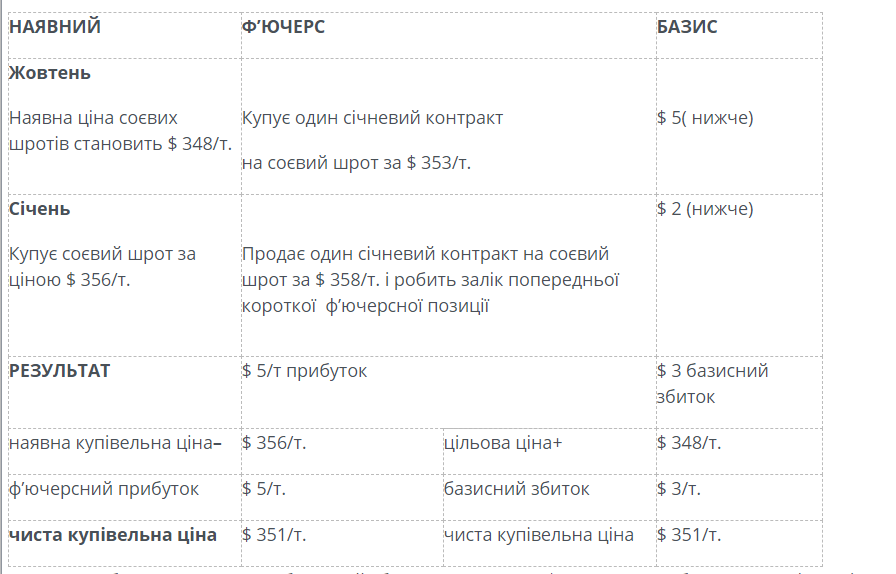 НАЯВНИЙ
Ф’ЮЧЕРС
БАЗИС
Жовтень
Наявна ціна соєвих
шротів становить $ 348/т.
Купує один січневий контракт
на соєвий шрот за $ 353/т.
$ 5( нижче)
Січень
Купує соєвий шрот за
ціною $ 356/т.
Продає один січневий контракт на соєвий
шрот за $ 358/т. і робить залік попередньої
короткої ф’ючерсної позиції
$ 2 (нижче)
РЕЗУЛЬТАТ
$ 5/т прибуток
$ 3 базисний
збиток
наявна купівельна ціна–
$ 356/т.
цільова ціна+
$ 348/т.
ф’ючерсний прибуток
$ 5/т.
базисний збиток
$ 3/т.
чиста купівельна ціна
$ 351/т.
чиста купівельна ціна
$ 351/т.